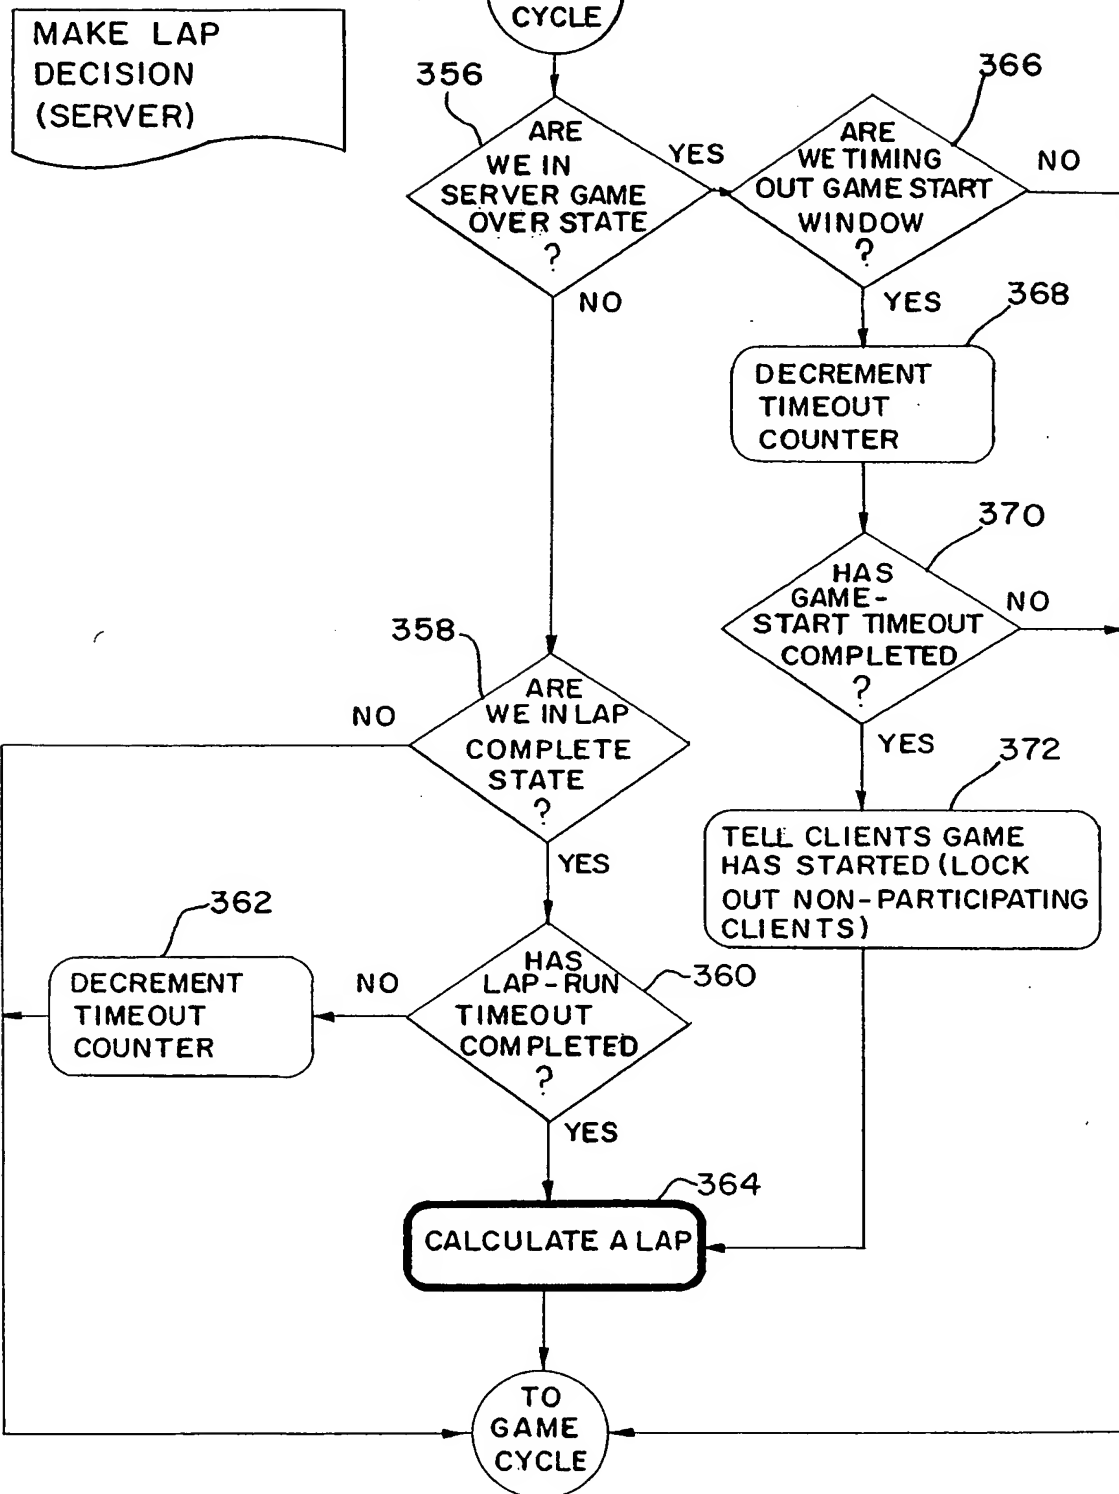 MAKE LAP
DECISION
(SERVER)
CYCLE
356
ARE
WE IN
SERVER GAME
OVER STATE
?
YES
NO
366
ARE
WE TIMING
OUT GAME START
WINDOW
?
NO
YES
368
DECREMENT
TIMEOUT
COUNTER
370
HAS
GAME-
START TIMEOUT
COMPLETED
?
NO
YES
372
TELL CLIENTS GAME
HAS STARTED (LOCK
OUT NON-PARTICIPATING
CLIENTS)
358
ARE
WE IN LAP
COMPLETE
STATE
?
NO
YES
360
HAS
LAP-RUN
TIMEOUT
COMPLETED
?
NO
YES
362
DECREMENT
TIMEOUT
COUNTER
364
CALCULATE A LAP
TO
GAME
CYCLE